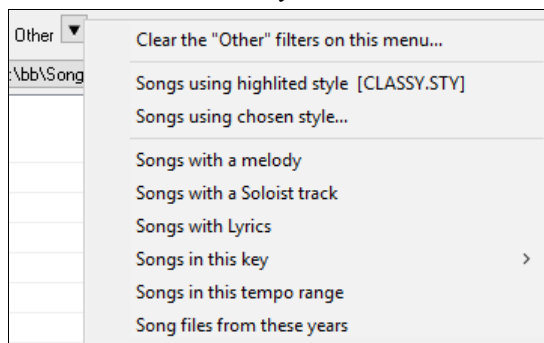 Other
Clear the "Other" filters on this menu...
:\bb\Song
Songs using highlited style [CLASSY.STY]
Songs using chosen style...
Songs with a melody
Songs with a Soloist track
Songs with Lyrics
Songs in this key
Songs in this tempo range
Song files from these years